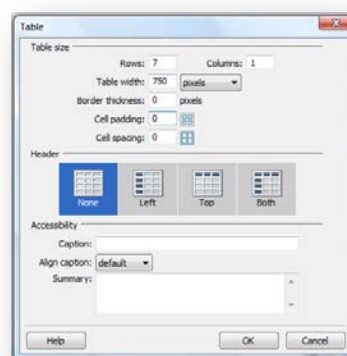 Table
Table size
Rows: 7 Columns: 1
Table width: 750 pixels
Border thickness: 0 pixels
Cell padding: 0
Cell spacing: 0
Header
None Left Top Both
Accessibility
Caption:
Align caption: default
Summary:
Help OK Cancel